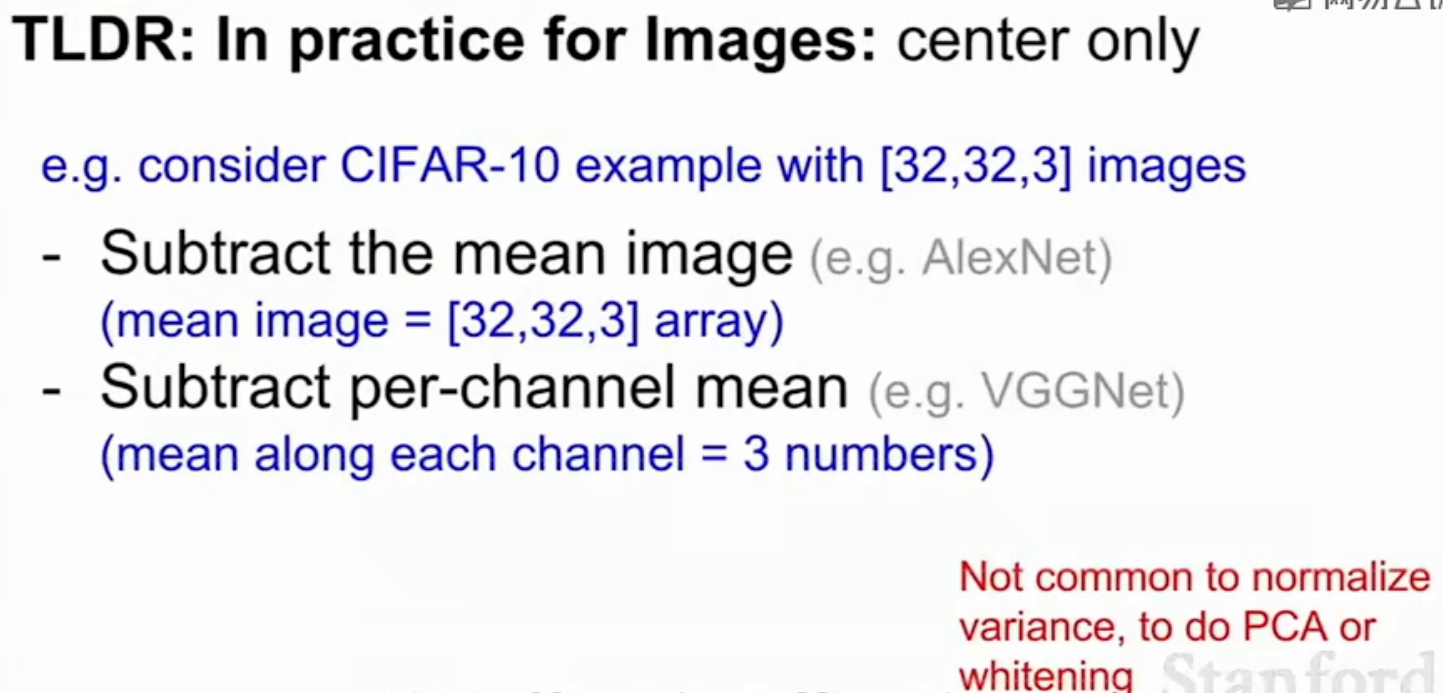 TLDR: In practice for Images: center only
e.g. consider CIFAR-10 example with [32,32,3] images
- Subtract the mean image (e.g. AlexNet)
(mean image = [32,32,3] array)
- Subtract per-channel mean (e.g. VGGNet)
(mean along each channel = 3 numbers)
Not common to normalize
variance, to do PCA or
whitening
Stanford